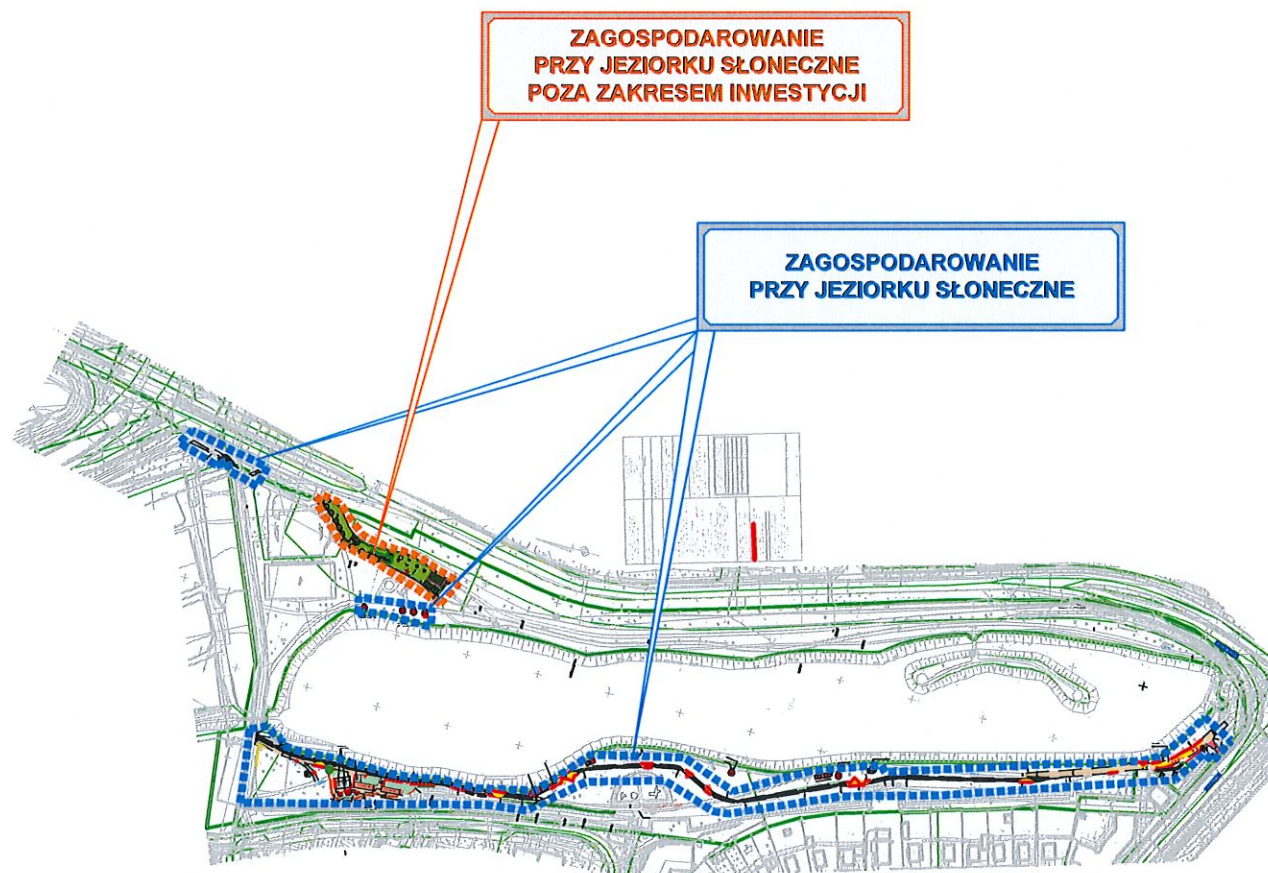 ZAGOSPODAROWANIE
PRZY JEZIORKU SŁONECZNE
POZA ZAKRESEM INWESTYCJI
ZAGOSPODAROWANIE
PRZY JEZIORKU SŁONECZNE